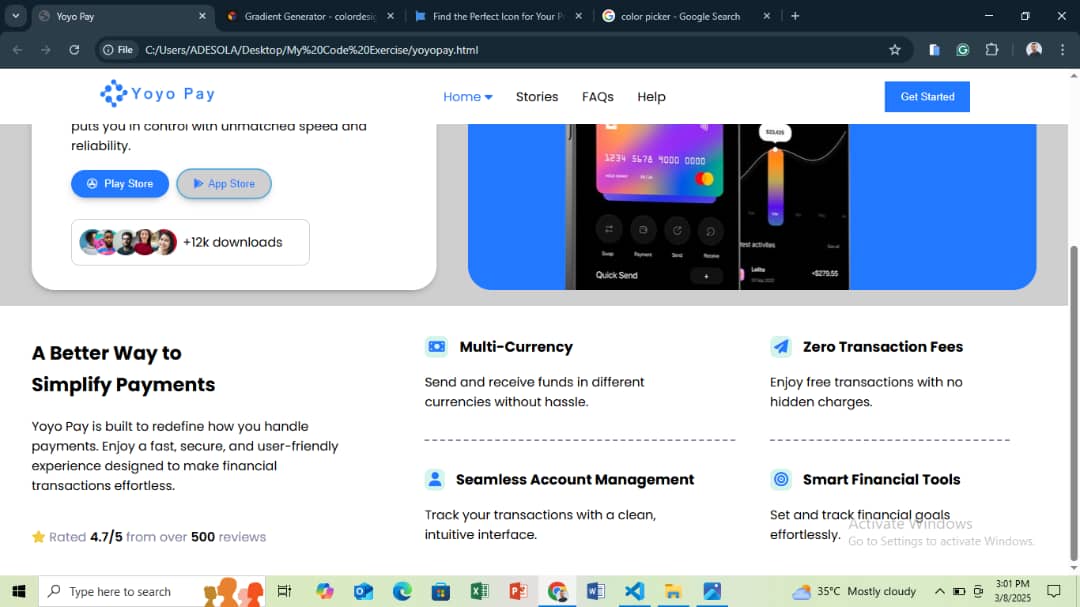 Yoyo Pay
Gradient Generator - colordesig
Find the Perfect Icon for Your P
color picker - Google Search
File
C:/Users/ADESOLA/Desktop/My%20Code%20Exercise/yoyopay.html
Yoyo Pay
Home
Stories
FAQs
Help
Get Started
puts you in control with unmatched speed and
reliability.
Play Store
App Store
+12k downloads
1234 5678 9000 0000
Swap
Payment
Send
Receive
Quick Send
+
test activities
See all
Lolita
+$279.55
A Better Way to
Simplify Payments
Yoyo Pay is built to redefine how you handle
payments. Enjoy a fast, secure, and user-friendly
experience designed to make financial
transactions effortless.
Rated 4.7/5 from over 500 reviews
Multi-Currency
Send and receive funds in different
currencies without hassle.
Zero Transaction Fees
Enjoy free transactions with no
hidden charges.
Seamless Account Management
Track your transactions with a clean,
intuitive interface.
Smart Financial Tools
Set and track financial goals
effortlessly.
Activate Windows
Go to Settings to activate Windows.
Type here to search
35°C Mostly cloudy
3:01 PM
3/8/2025